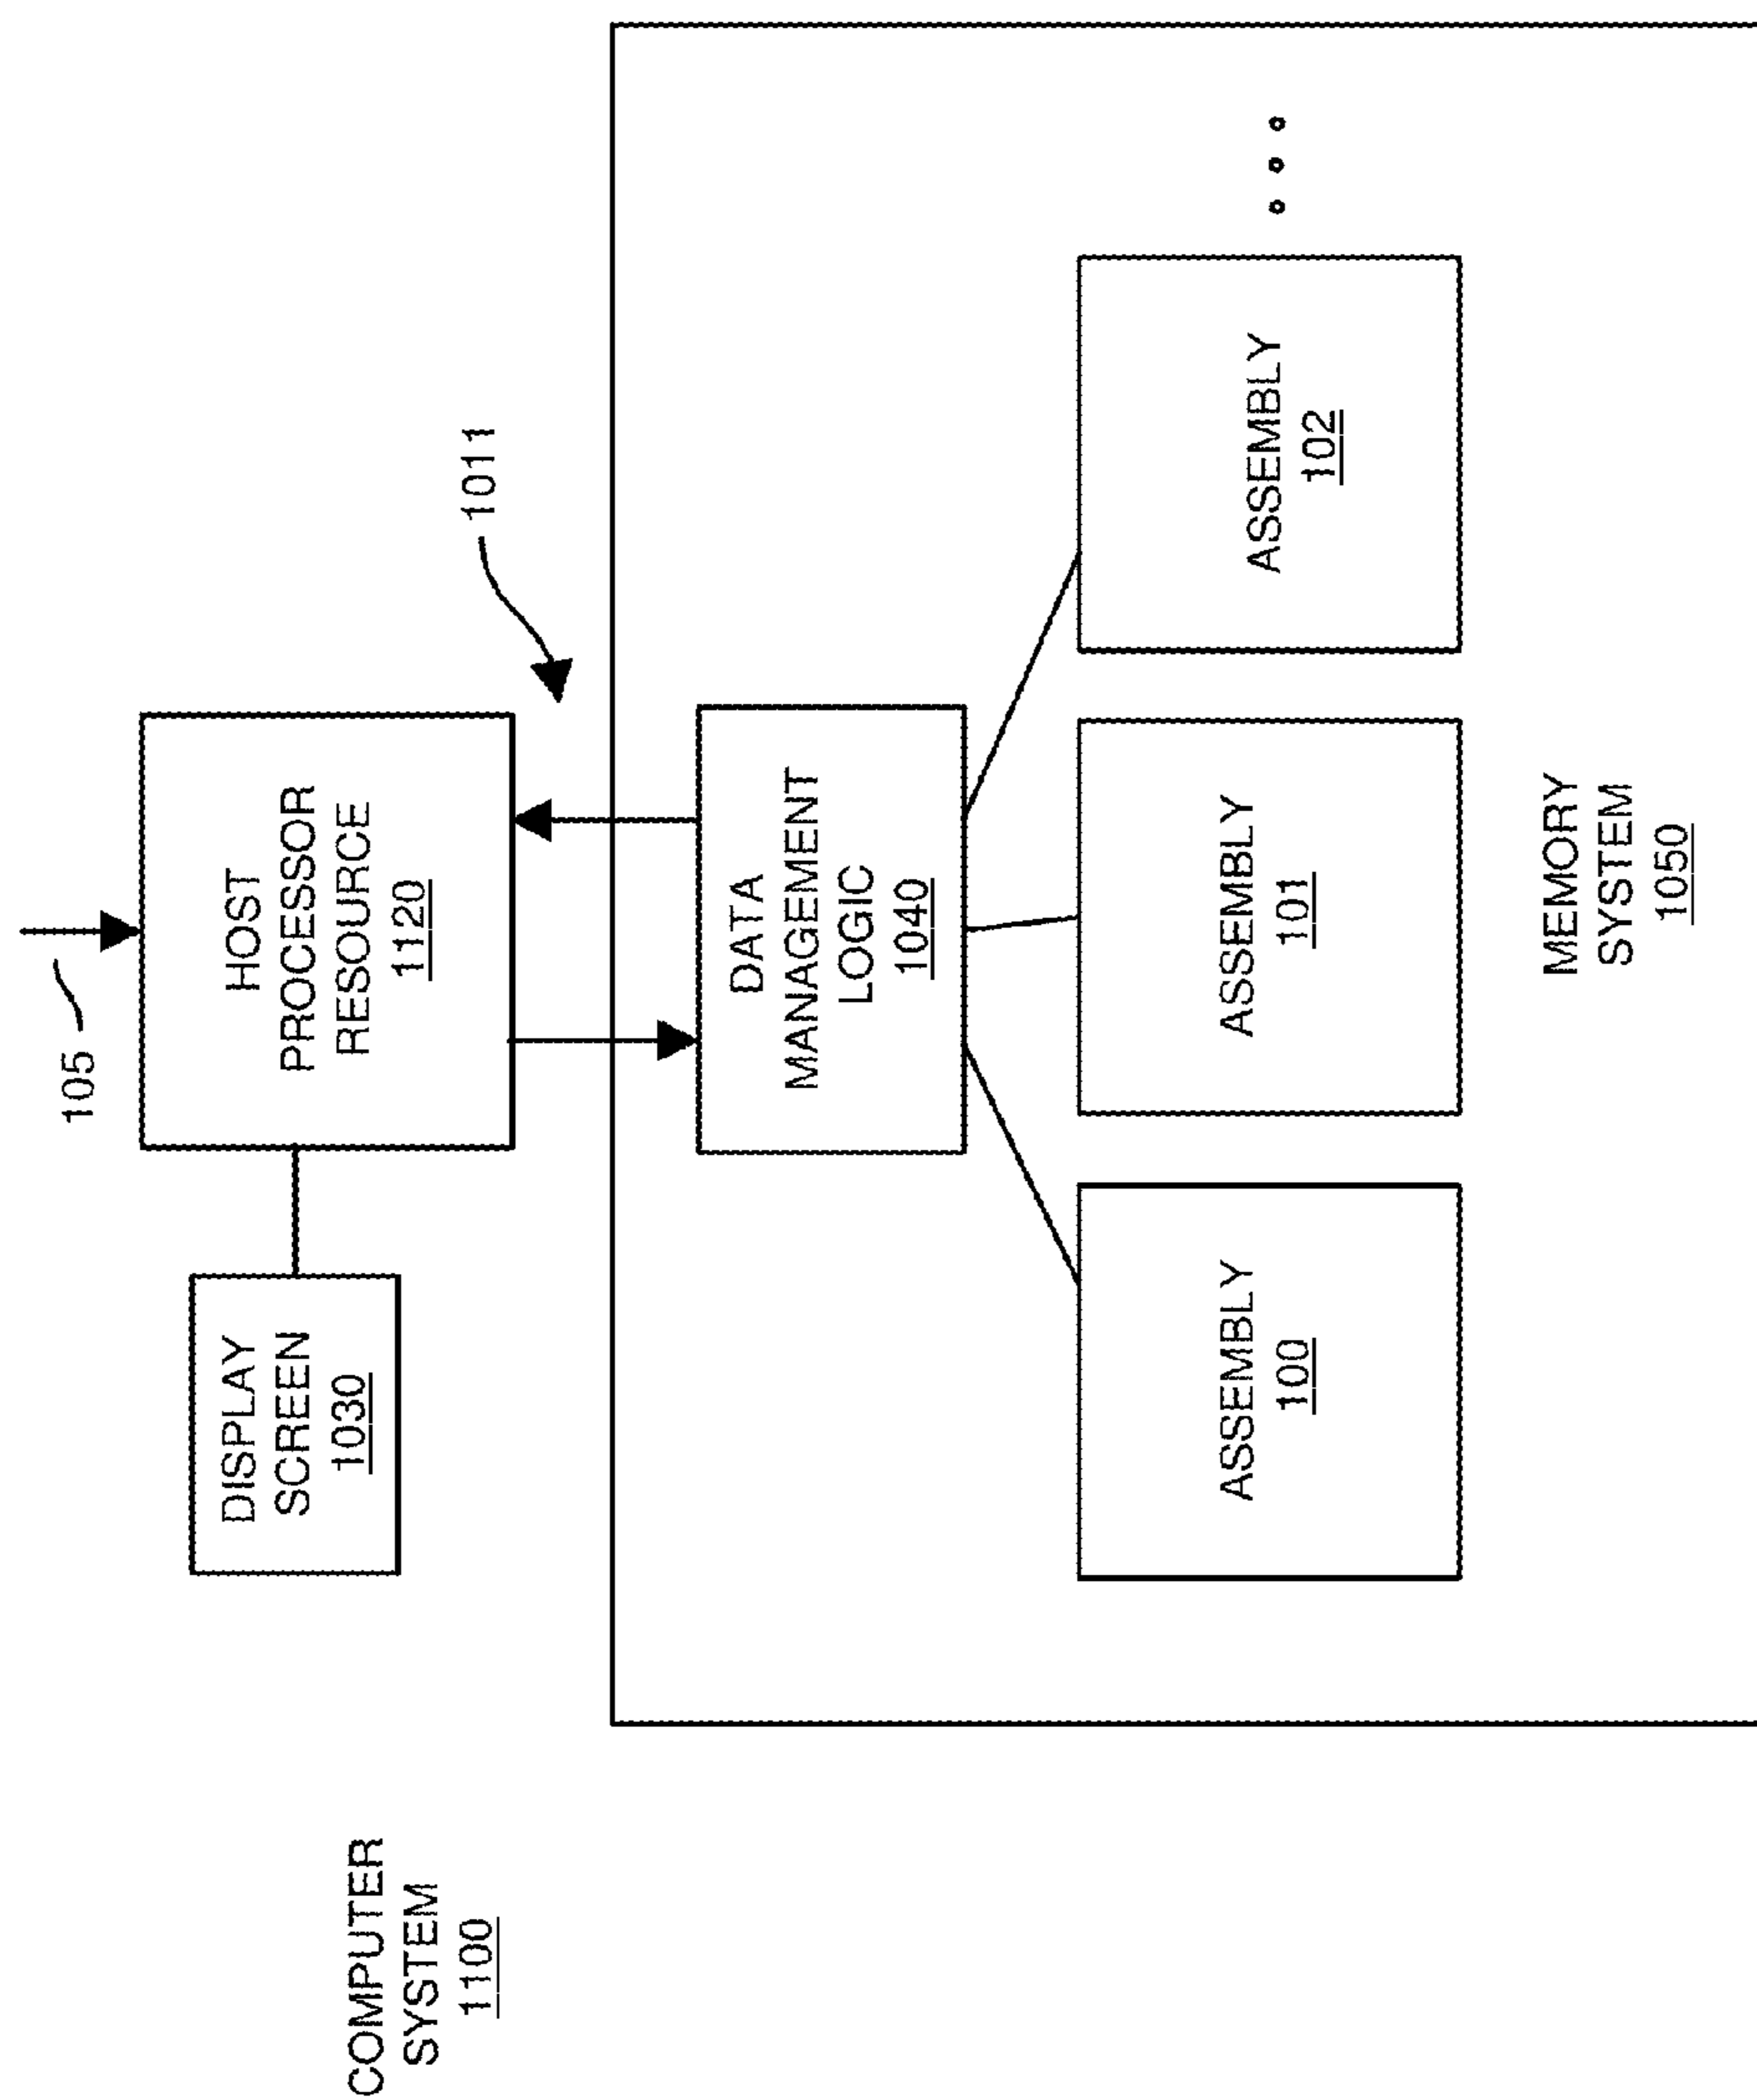 COMPUTER
SYSTEM
1100
105
DISPLAY
SCREEN
1030
HOST
PROCESSOR
RESOURCE
1120
1011
DATA
MANAGEMENT
LOGIC
1040
ASSEMBLY
100
ASSEMBLY
101
ASSEMBLY
102
MEMORY
SYSTEM
1050